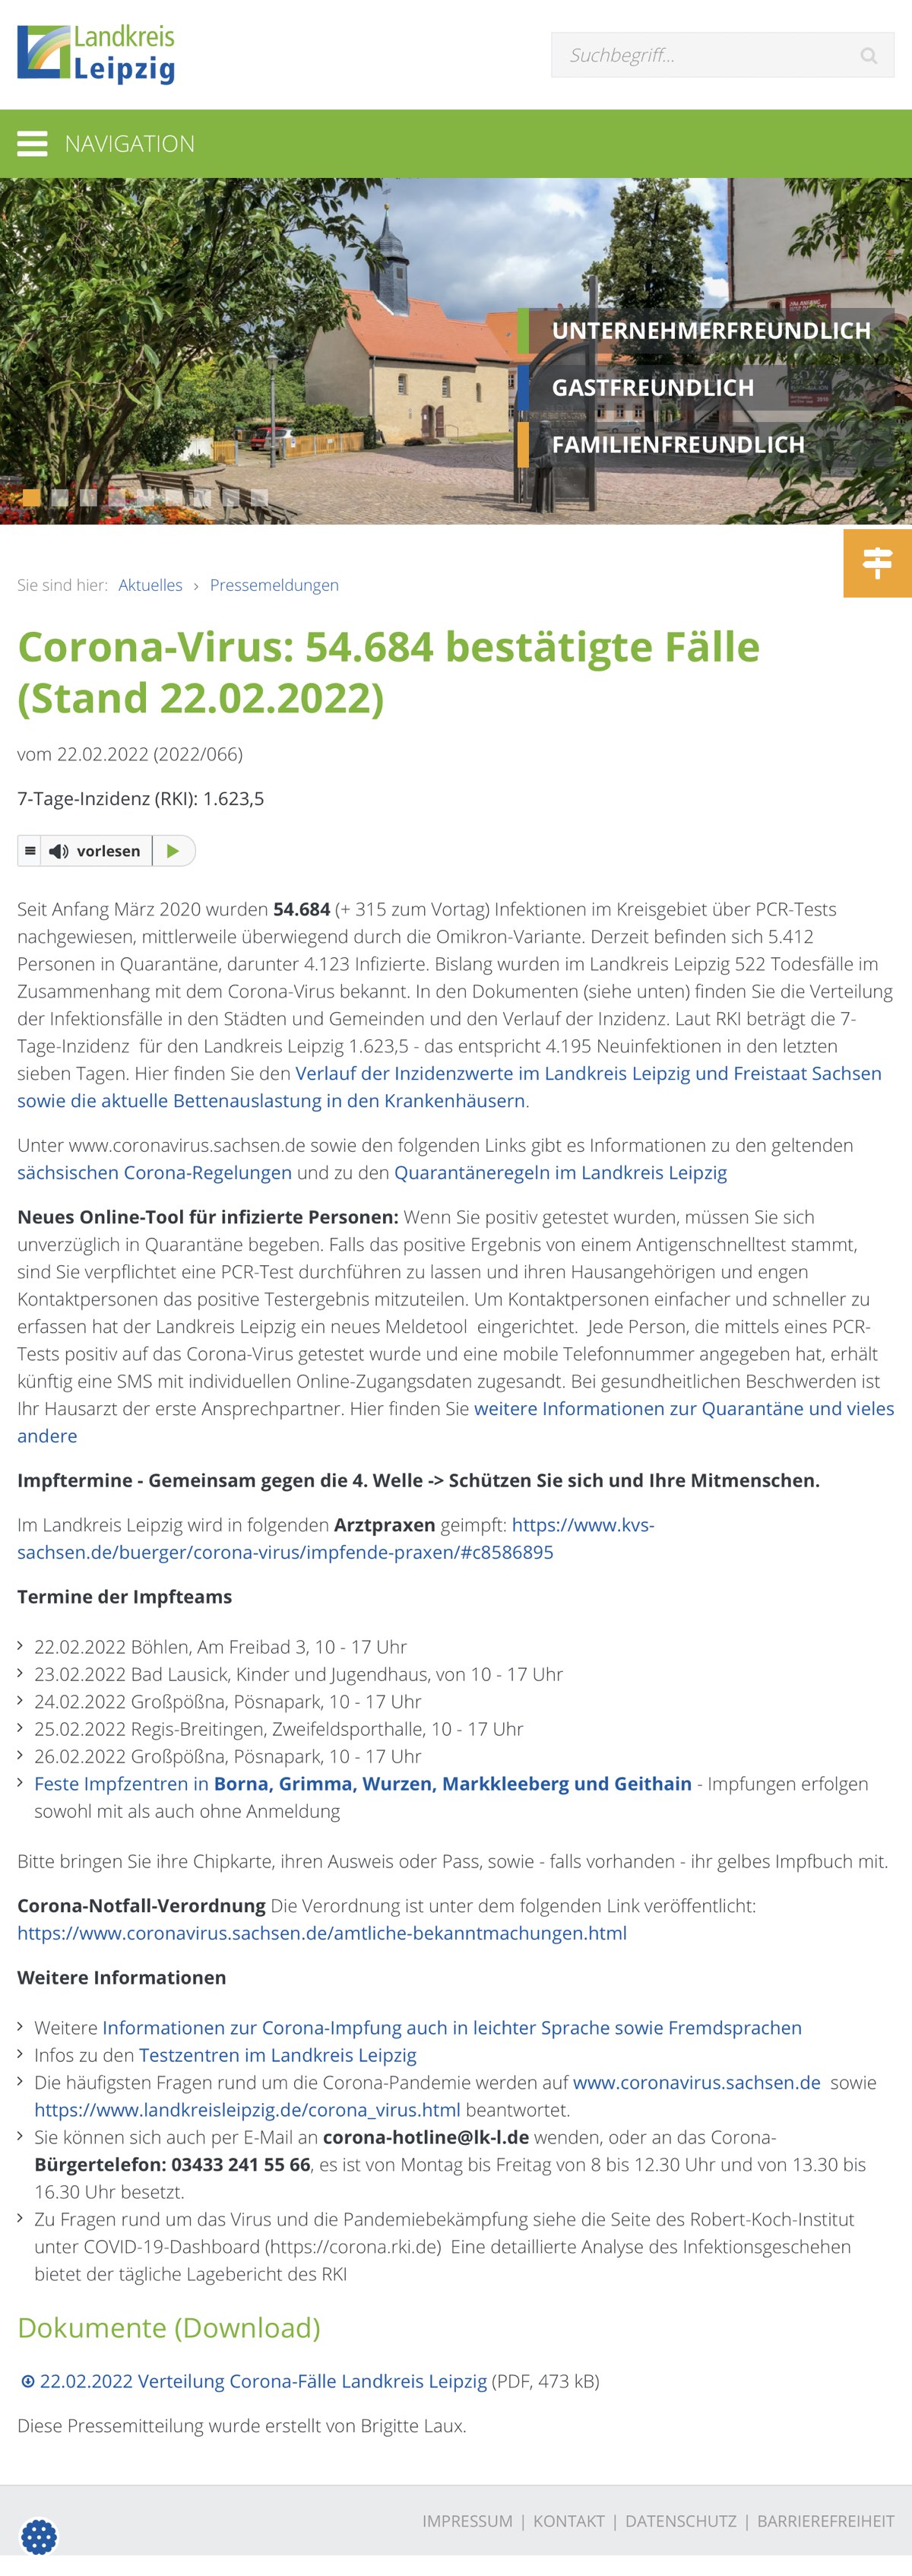 Landkreis
Leipzig
Suchbegriff...
NAVIGATION
UNTERNEHMERFREUNDLICH
GASTFREUNDLICH
FAMILIENFREUNDLICH
Sie sind hier: Aktuelles › Pressemeldungen
Corona-Virus: 54.684 bestätigte Fälle
(Stand 22.02.2022)
vom 22.02.2022 (2022/066)
7-Tage-Inzidenz (RKI): 1.623,5
vorlesen
Seit Anfang März 2020 wurden 54.684 (+ 315 zum Vortag) Infektionen im Kreisgebiet über PCR-Tests
nachgewiesen, mittlerweile überwiegend durch die Omikron-Variante. Derzeit befinden sich 5.412
Personen in Quarantäne, darunter 4.123 Infizierte. Bislang wurden im Landkreis Leipzig 522 Todesfälle im
Zusammenhang mit dem Corona-Virus bekannt. In den Dokumenten (siehe unten) finden Sie die Verteilung
der Infektionsfälle in den Städten und Gemeinden und den Verlauf der Inzidenz. Laut RKI beträgt die 7-
Tage-Inzidenz  für den Landkreis Leipzig 1.623,5 - das entspricht 4.195 Neuinfektionen in den letzten
sieben Tagen. Hier finden Sie den Verlauf der Inzidenzwerte im Landkreis Leipzig und Freistaat Sachsen
sowie die aktuelle Bettenauslastung in den Krankenhäusern.
Unter www.coronavirus.sachsen.de sowie den folgenden Links gibt es Informationen zu den geltenden
sächsischen Corona-Regelungen und zu den Quarantäneregeln im Landkreis Leipzig
Neues Online-Tool für infizierte Personen: Wenn Sie positiv getestet wurden, müssen Sie sich
unverzüglich in Quarantäne begeben. Falls das positive Ergebnis von einem Antigenschnelltest stammt,
sind Sie verpflichtet eine PCR-Test durchführen zu lassen und ihren Hausangehörigen und engen
Kontaktpersonen das positive Testergebnis mitzuteilen. Um Kontaktpersonen einfacher und schneller zu
erfassen hat der Landkreis Leipzig ein neues Meldetool  eingerichtet.  Jede Person, die mittels eines PCR-
Tests positiv auf das Corona-Virus getestet wurde und eine mobile Telefonnummer angegeben hat, erhält
künftig eine SMS mit individuellen Online-Zugangsdaten zugesandt. Bei gesundheitlichen Beschwerden ist
Ihr Hausarzt der erste Ansprechpartner. Hier finden Sie weitere Informationen zur Quarantäne und vieles
andere
Impftermine - Gemeinsam gegen die 4. Welle -> Schützen Sie sich und Ihre Mitmenschen.
Im Landkreis Leipzig wird in folgenden Arztpraxen geimpft: https://www.kvs-
sachsen.de/buerger/corona-virus/impfende-praxen/#c8586895
Termine der Impfteams
› 22.02.2022 Böhlen, Am Freibad 3, 10 - 17 Uhr
› 23.02.2022 Bad Lausick, Kinder und Jugendhaus, von 10 - 17 Uhr
› 24.02.2022 Großpößna, Pösnapark, 10 - 17 Uhr
› 25.02.2022 Regis-Breitingen, Zweifeldsporthalle, 10 - 17 Uhr
› 26.02.2022 Großpößna, Pösnapark, 10 - 17 Uhr
› Feste Impfzentren in Borna, Grimma, Wurzen, Markkleeberg und Geithain - Impfungen erfolgen
sowohl mit als auch ohne Anmeldung
Bitte bringen Sie ihre Chipkarte, ihren Ausweis oder Pass, sowie - falls vorhanden - ihr gelbes Impfbuch mit.
Corona-Notfall-Verordnung Die Verordnung ist unter dem folgenden Link veröffentlicht:
https://www.coronavirus.sachsen.de/amtliche-bekanntmachungen.html
Weitere Informationen
› Weitere Informationen zur Corona-Impfung auch in leichter Sprache sowie Fremdsprachen
› Infos zu den Testzentren im Landkreis Leipzig
› Die häufigsten Fragen rund um die Corona-Pandemie werden auf www.coronavirus.sachsen.de  sowie
https://www.landkreisleipzig.de/corona_virus.html beantwortet.
› Sie können sich auch per E-Mail an corona-hotline@lk-l.de wenden, oder an das Corona-
Bürgertelefon: 03433 241 55 66, es ist von Montag bis Freitag von 8 bis 12.30 Uhr und von 13.30 bis
16.30 Uhr besetzt.
› Zu Fragen rund um das Virus und die Pandemiebekämpfung siehe die Seite des Robert-Koch-Institut
unter COVID-19-Dashboard (https://corona.rki.de)  Eine detaillierte Analyse des Infektionsgeschehen
bietet der tägliche Lagebericht des RKI
Dokumente (Download)
22.02.2022 Verteilung Corona-Fälle Landkreis Leipzig (PDF, 473 kB)
Diese Pressemitteilung wurde erstellt von Brigitte Laux.
IMPRESSUM | KONTAKT | DATENSCHUTZ | BARRIEREFREIHEIT